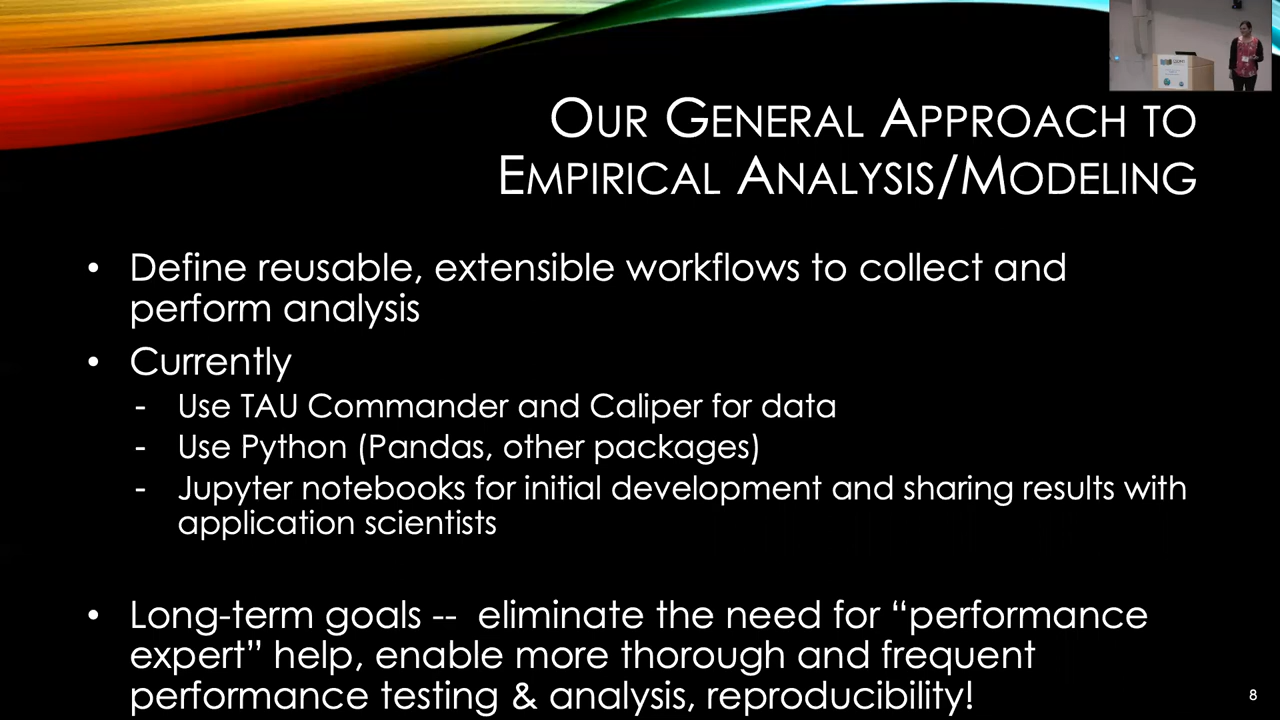 OUR GENERAL APPROACH TO
EMPIRICAL ANALYSIS/MODELING
• Define reusable, extensible workflows to collect and
perform analysis
• Currently
- Use TAU Commander and Caliper for data
- Use Python (Pandas, other packages)
- Jupyter notebooks for initial development and sharing results with
application scientists
• Long-term goals -- eliminate the need for “performance
expert” help, enable more thorough and frequent
performance testing & analysis, reproducibility!
8